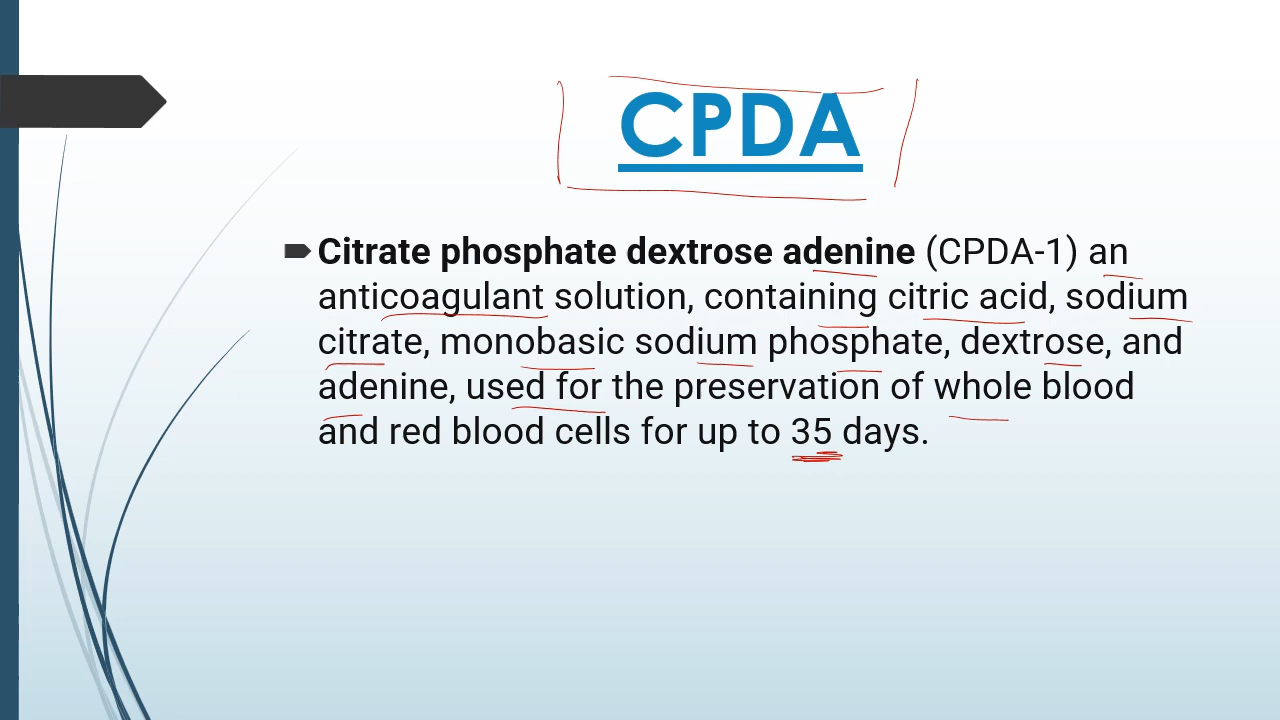 CPDA
Citrate phosphate dextrose adenine (CPDA-1) an
anticoagulant solution, containing citric acid, sodium
citrate, monobasic sodium phosphate, dextrose, and
adenine, used for the preservation of whole blood
and red blood cells for up to 35 days.